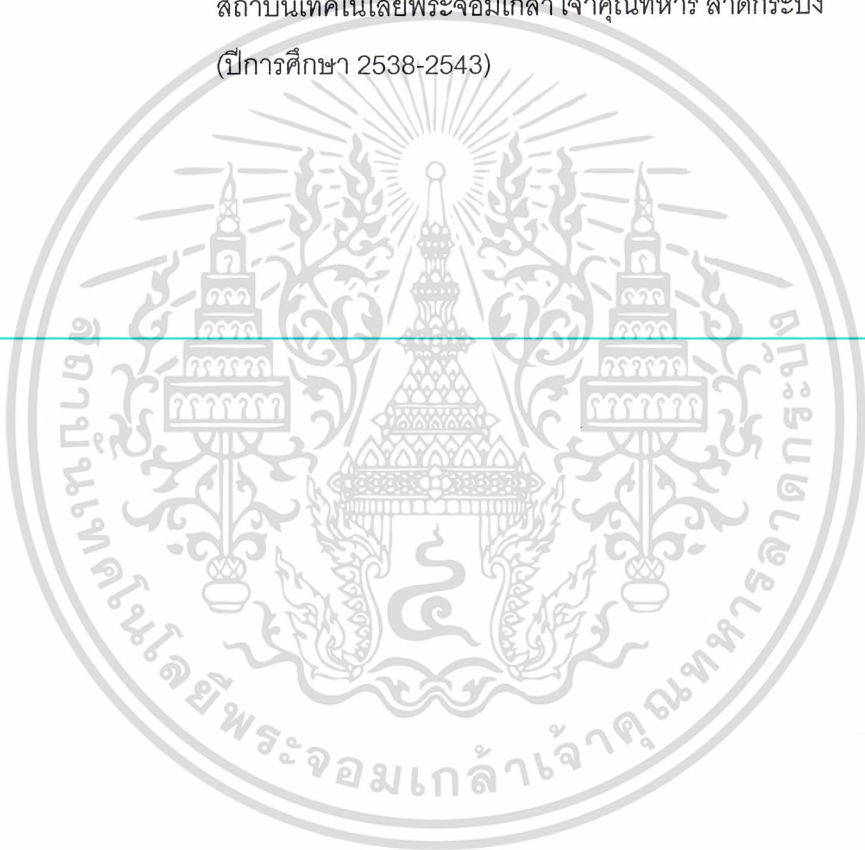 สถาบันเทคโนโลยีพระจอมเกล้า เจ้าคุณทหาร ลาดกระบัง
(ปีการศึกษา 2538-2543)
๔
สถาบันเทคโนโลยีพระจอมเกล้าเจ้าคุณทหารลาดกระบัง